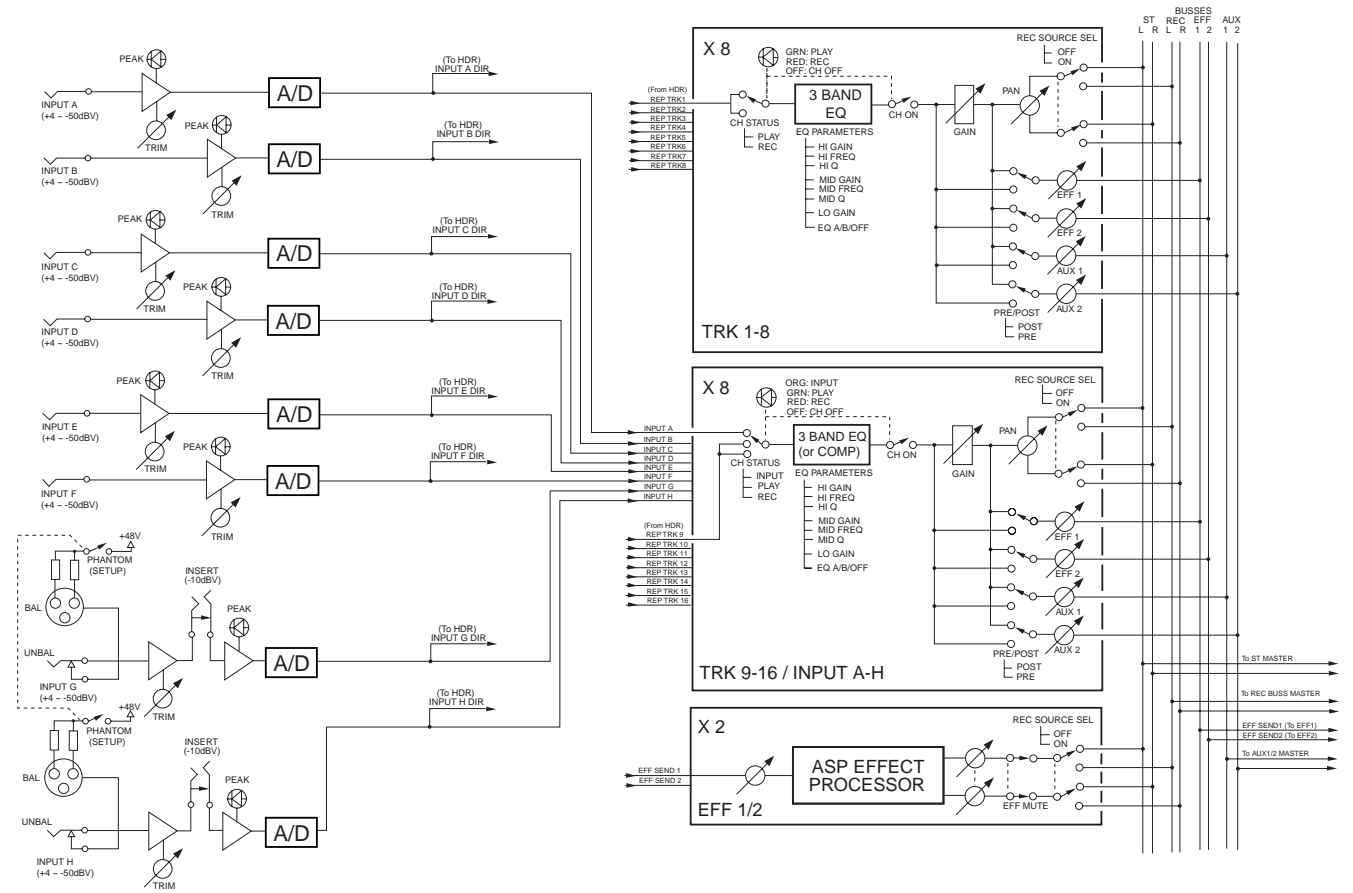 PEAK
INPUT A
(+4 ~ -50dBV)
TRIM
A/D
(To HDR)
INPUT A DIR
PEAK
INPUT B
(+4 ~ -50dBV)
TRIM
A/D
(To HDR)
INPUT B DIR
PEAK
INPUT C
(+4 ~ -50dBV)
TRIM
A/D
(To HDR)
INPUT C DIR
PEAK
INPUT D
(+4 ~ -50dBV)
TRIM
A/D
(To HDR)
INPUT D DIR
PEAK
INPUT E
(+4 ~ -50dBV)
TRIM
A/D
(To HDR)
INPUT E DIR
PEAK
INPUT F
(+4 ~ -50dBV)
TRIM
A/D
(To HDR)
INPUT F DIR
+48V
PHANTOM
(SETUP)
BAL
UNBAL
INPUT G
(+4 ~ -50dBV)
INSERT
(-10dBV)
PEAK
TRIM
A/D
(To HDR)
INPUT G DIR
+48V
PHANTOM
(SETUP)
BAL
UNBAL
INPUT H
(+4 ~ -50dBV)
INSERT
(-10dBV)
PEAK
TRIM
A/D
(To HDR)
INPUT H DIR
X 8
GRN: PLAY
RED: REC
OFF: CH OFF
(From HDR)
REP TRK1
REP TRK2
REP TRK3
REP TRK4
REP TRK5
REP TRK6
REP TRK7
REP TRK8
CH STATUS
PLAY
REC
3 BAND
EQ
EQ PARAMETERS
HI GAIN
HI FREQ
HI Q
MID GAIN
MID FREQ
MID Q
LO GAIN
EQ A/B/OFF
CH ON
GAIN
PAN
REC SOURCE SEL
OFF
ON
EFF 1
EFF 2
AUX 1
AUX 2
PRE/POST
POST
PRE
TRK 1-8
X 8
ORG: INPUT
GRN: PLAY
RED: REC
OFF: CH OFF
INPUT A
INPUT B
INPUT C
INPUT D
INPUT E
INPUT F
INPUT G
INPUT H
CH STATUS
INPUT
PLAY
REC
(From HDR)
REP TRK 9
REP TRK 10
REP TRK 11
REP TRK 12
REP TRK 13
REP TRK 14
REP TRK 15
REP TRK 16
3 BAND EQ
(or COMP)
EQ PARAMETERS
HI GAIN
HI FREQ
HI Q
MID GAIN
MID FREQ
MID Q
LO GAIN
EQ A/B/OFF
CH ON
GAIN
PAN
REC SOURCE SEL
OFF
ON
EFF 1
EFF 2
AUX 1
AUX 2
PRE/POST
POST
PRE
TRK 9-16 / INPUT A-H
X 2
EFF SEND 1
EFF SEND 2
ASP EFFECT
PROCESSOR
EFF MUTE
REC SOURCE SEL
OFF
ON
EFF 1/2
BUSSES
ST REC EFF AUX
L R L R 1 2 1 2
To ST MASTER
To REC BUSS MASTER
EFF SEND1 (To EFF1)
EFF SEND2 (To EFF2)
To AUX1/2 MASTER